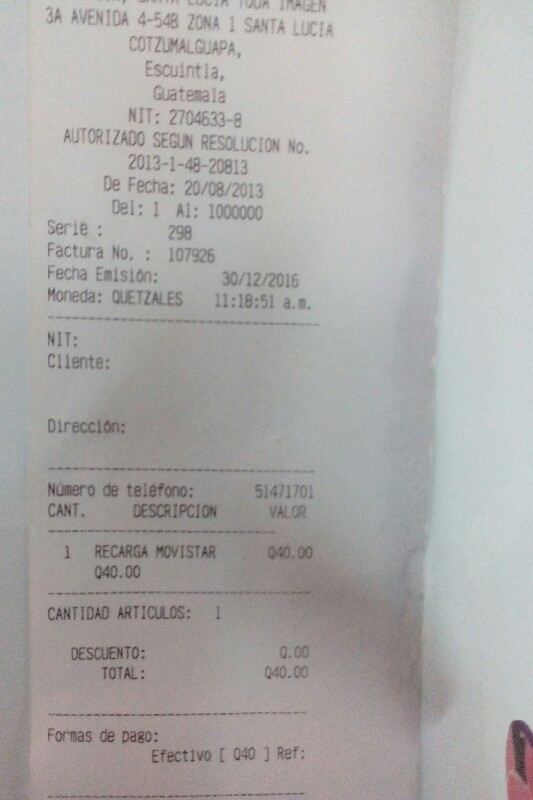 SANTA LUCIA TODA IMAGEN
3A AVENIDA 4-54B ZONA 1 SANTA LUCIA
COTZUMALGUAPA,
Escuintla,
Guatemala
NIT: 2704633-8
AUTORIZADO SEGUN RESOLUCION No.
2013-1-48-20813
De Fecha: 20/08/2013
Del: 1 Al: 1000000
Serie : 298
Factura No. : 107926
Fecha Emisión: 30/12/2016
Moneda: QUETZALES 11:18:51 a.m.
NIT:
Cliente:
Dirección:
Número de teléfono: 51471701
CANT. DESCRIPCION VALOR
1 RECARGA MOVISTAR Q40.00
Q40.00
CANTIDAD ARTICULOS: 1
DESCUENTO: Q.00
TOTAL: Q40.00
Formas de pago:
Efectivo [ Q40 ] Ref: